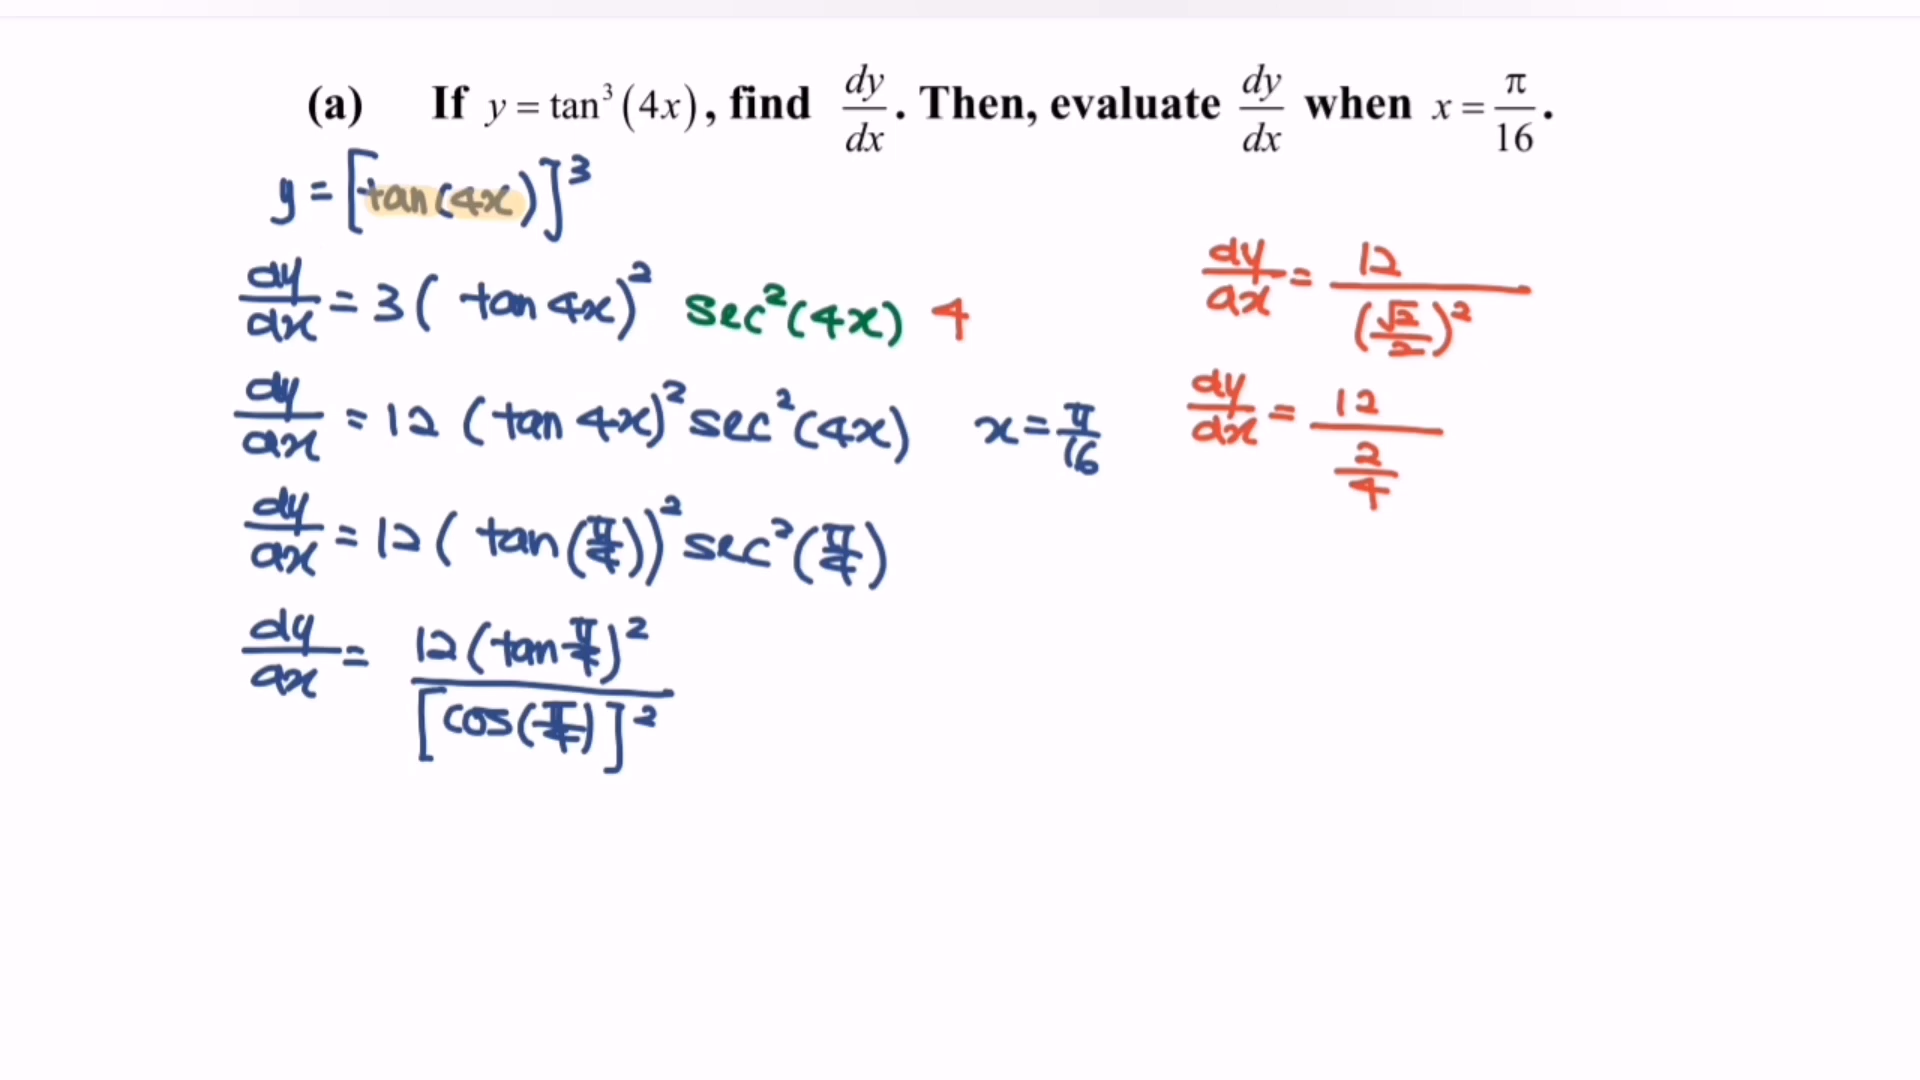 (a) If y = tan³(4x), find dy/dx. Then, evaluate dy/dx when x = π/16.
y = [tan(4x)]³
dy/dx = 3(tan 4x)² sec²(4x) 4
dy/dx = 12 (tan 4x)² sec²(4x) x = π/16
dy/dx = 12(tan(π/4))² sec²(π/4)
dy/dx = 12(tan π/4)² / [cos(π/4)]²
dy/dx = 12 / (√2/2)²
dy/dx = 12 / (2/4)